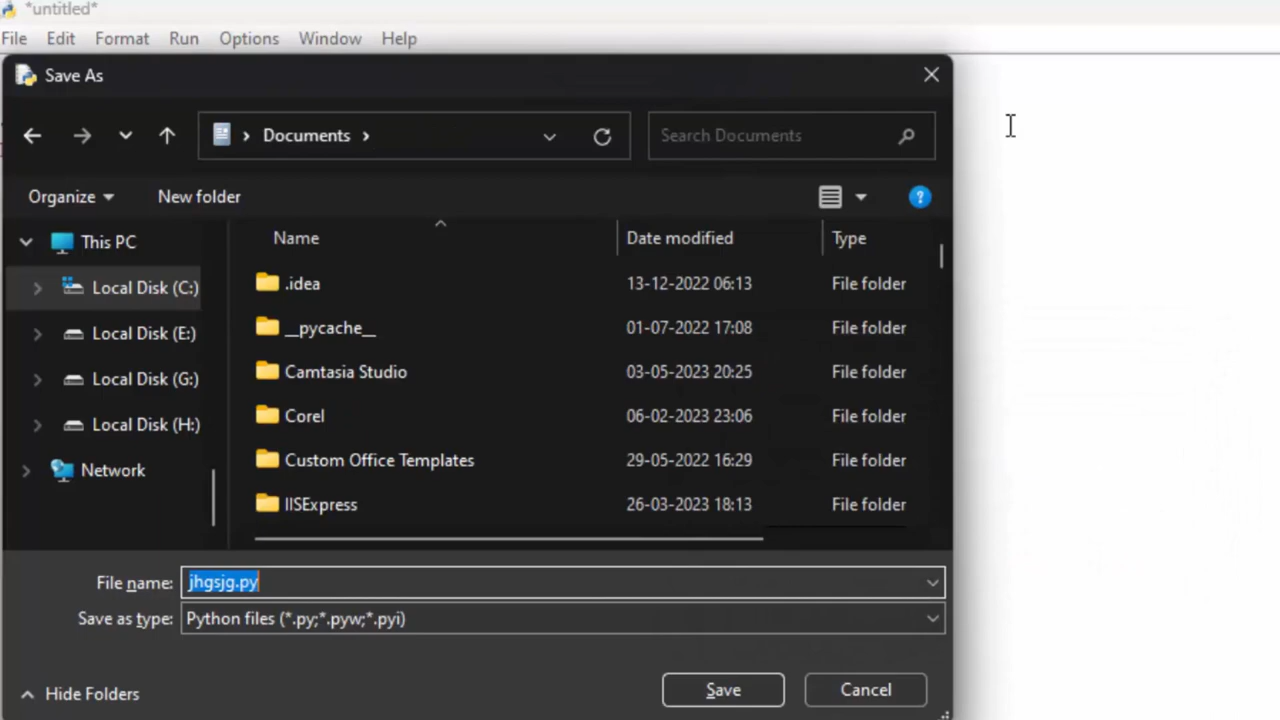 *untitled*
File Edit Format Run Options Window Help
Save As
Documents
Search Documents
Organize New folder
This PC
Local Disk (C:)
Local Disk (E:)
Local Disk (G:)
Local Disk (H:)
Network
Name Date modified Type
.idea 13-12-2022 06:13 File folder
__pycache__ 01-07-2022 17:08 File folder
Camtasia Studio 03-05-2023 20:25 File folder
Corel 06-02-2023 23:06 File folder
Custom Office Templates 29-05-2022 16:29 File folder
IISExpress 26-03-2023 18:13 File folder
File name: jhgsjg.py
Save as type: Python files (*.py;*.pyw;*.pyi)
Hide Folders Save Cancel